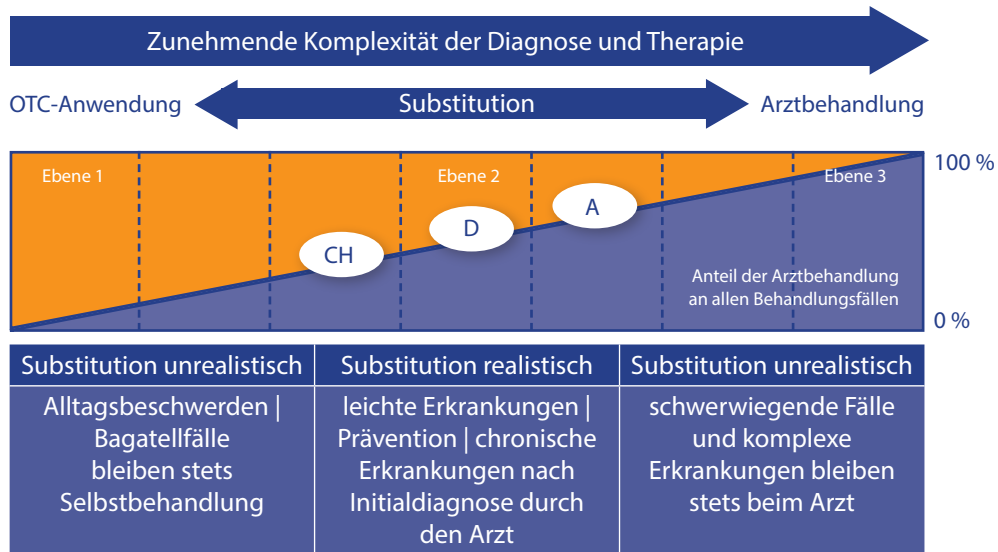 Zunehmende Komplexität der Diagnose und Therapie
OTC-Anwendung
Substitution
Arztbehandlung
Ebene 1
Ebene 2
Ebene 3
100 %
A
D
CH
Anteil der Arztbehandlung
an allen Behandlungsfällen
0 %
Substitution unrealistisch
Alltagsbeschwerden |
Bagatellfälle
bleiben stets
Selbstbehandlung
Substitution realistisch
leichte Erkrankungen |
Prävention | chronische
Erkrankungen nach
Initialdiagnose durch
den Arzt
Substitution unrealistisch
schwerwiegende Fälle
und komplexe
Erkrankungen bleiben
stets beim Arzt